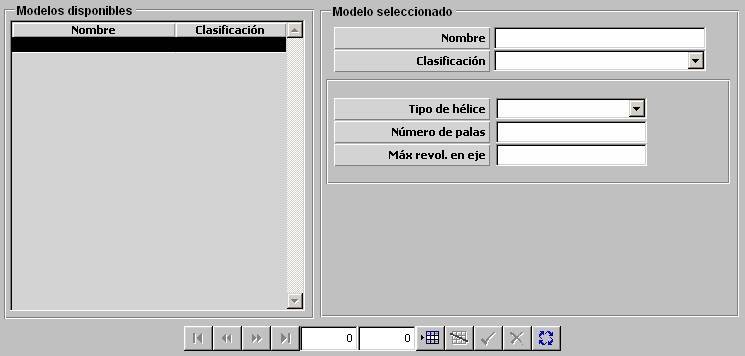 Modelos disponibles
Nombre Clasificación
Modelo seleccionado
Nombre
Clasificación
Tipo de hélice
Número de palas
Máx revol. en eje
0 0